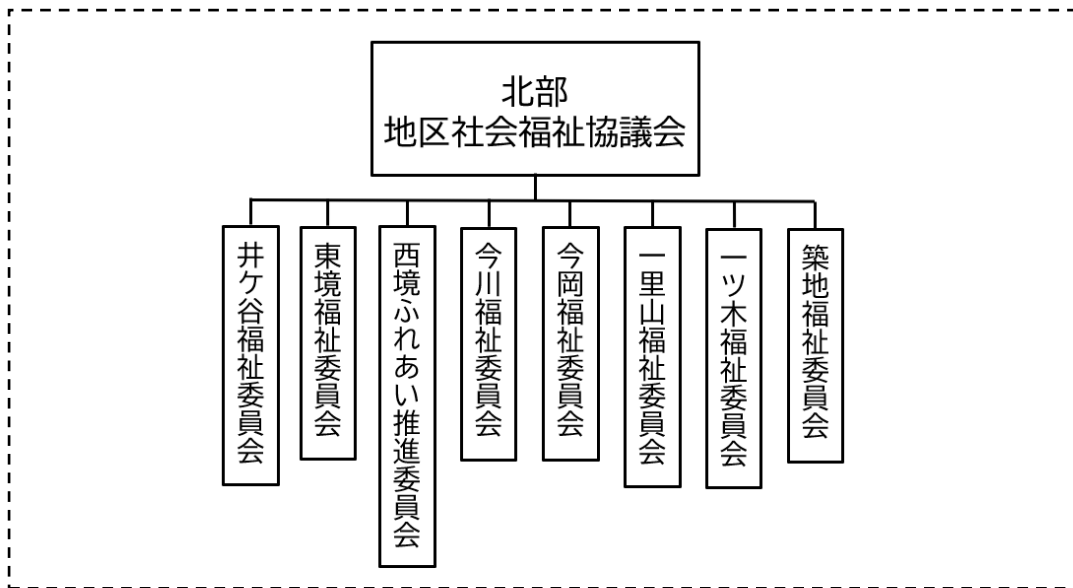 北部
地区社会福祉協議会
井ケ谷福祉委員会
東境福祉委員会
西境ふれあい推進委員会
今川福祉委員会
今岡福祉委員会
一里山福祉委員会
一ツ木福祉委員会
築地福祉委員会